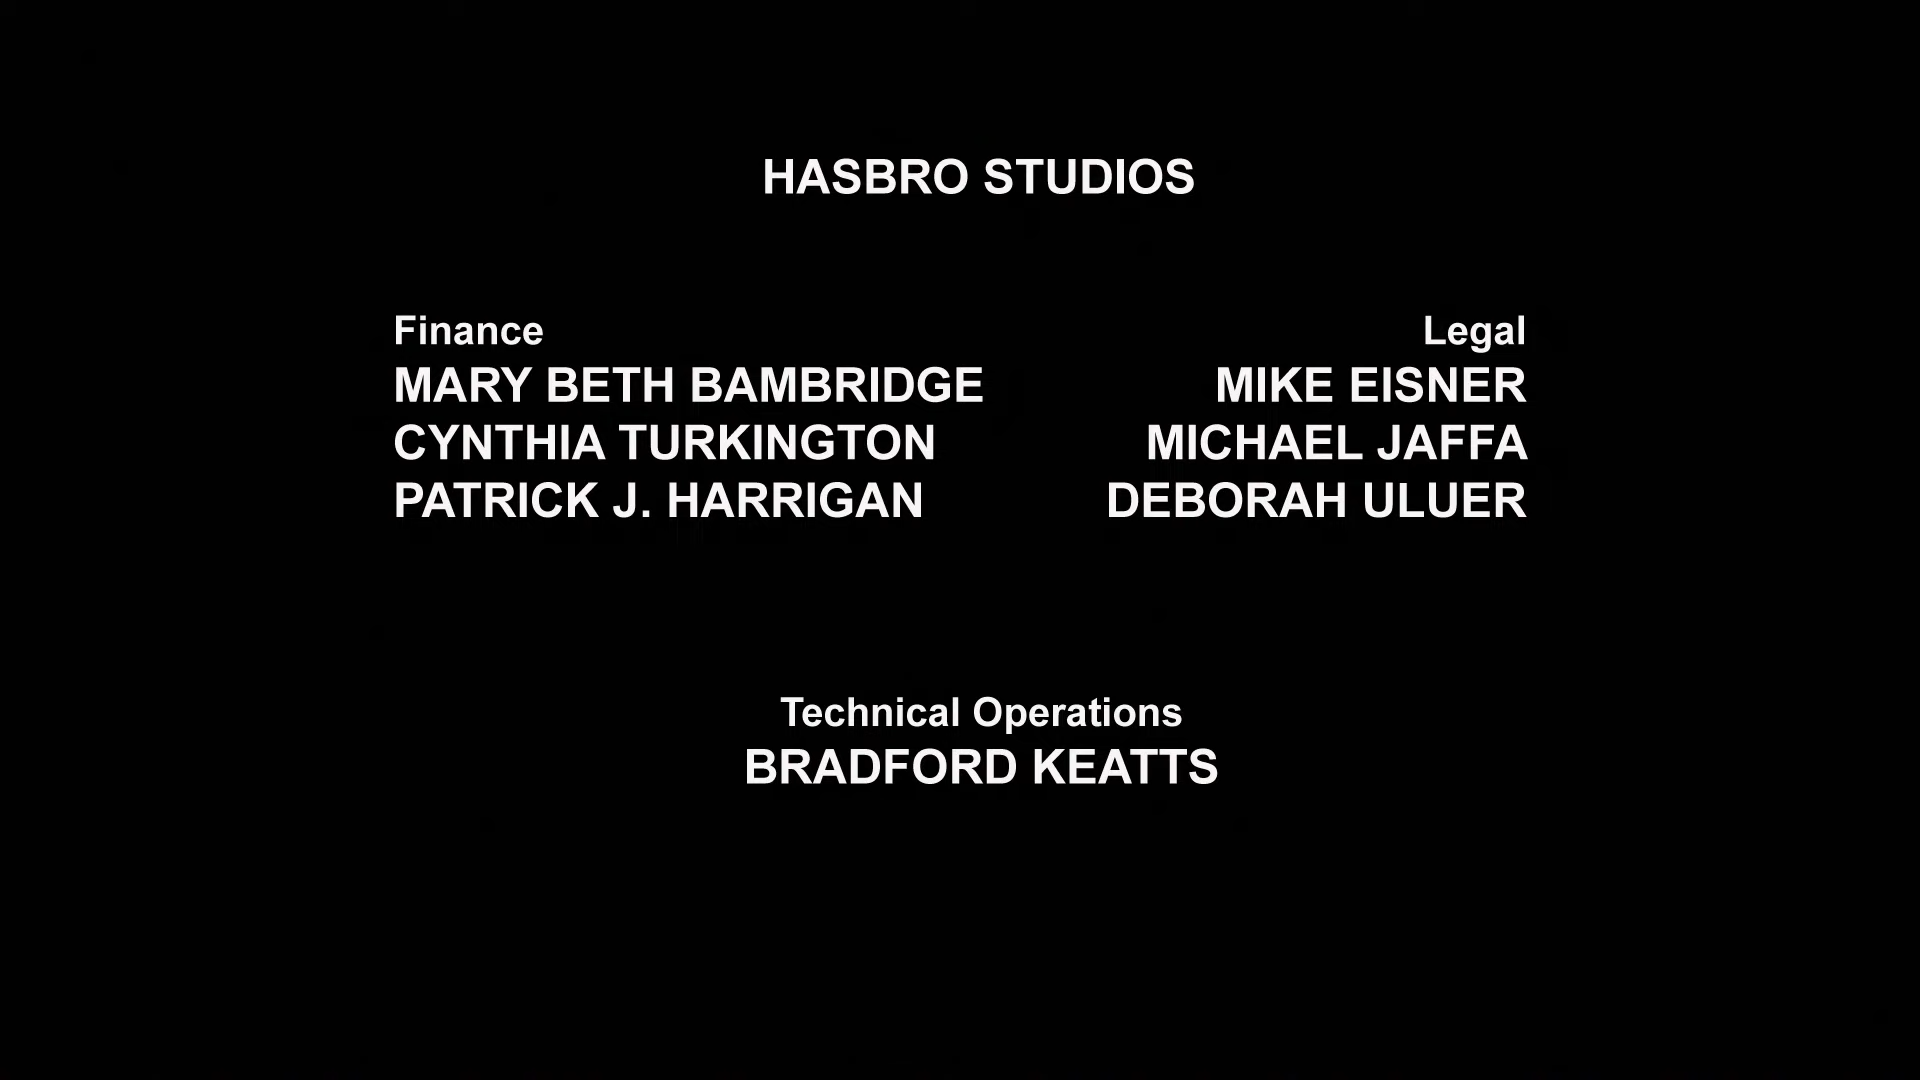 HASBRO STUDIOS
Finance
MARY BETH BAMBRIDGE
CYNTHIA TURKINGTON
PATRICK J. HARRIGAN
Legal
MIKE EISNER
MICHAEL JAFFA
DEBORAH ULUER
Technical Operations
BRADFORD KEATTS